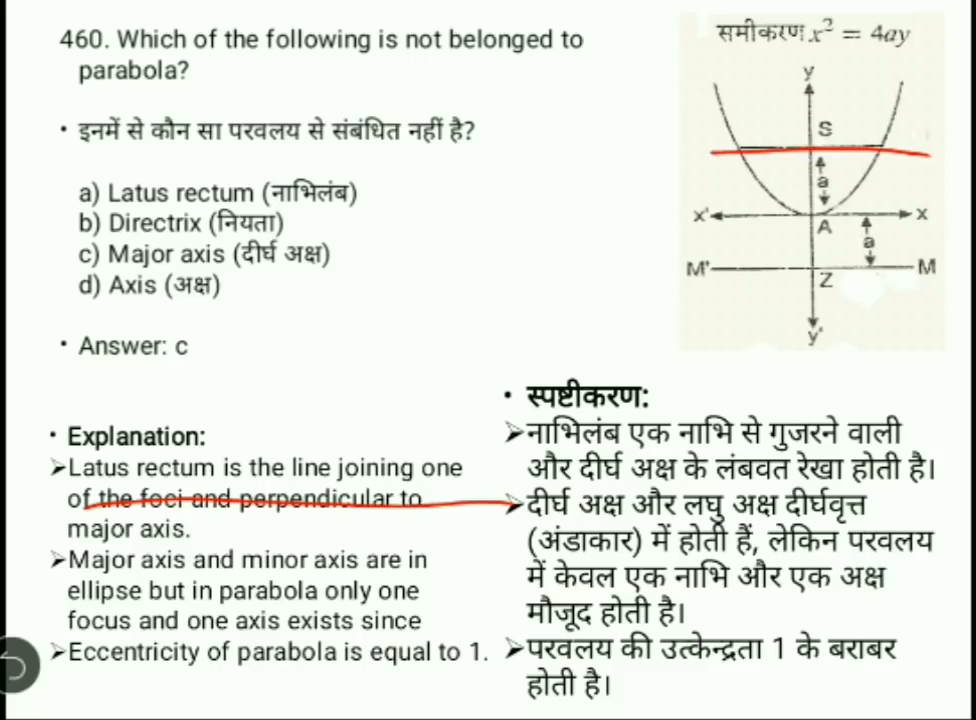 460. Which of the following is not belonged to
parabola?
• इनमें से कौन सा परवलय से संबंधित नहीं है?
a) Latus rectum (नाभिलंब)
b) Directrix (नियता)
c) Major axis (दीर्घ अक्ष)
d) Axis (अक्ष)
• Answer: c
समीकरण x² = 4ay
y
S
a
x'
x
A
a
M'
M
Z
y'
• Explanation:
➢Latus rectum is the line joining one
of the foci and perpendicular to
major axis.
➢Major axis and minor axis are in
ellipse but in parabola only one
focus and one axis exists since
➢Eccentricity of parabola is equal to 1.
• स्पष्टीकरण:
➢नाभिलंब एक नाभि से गुजरने वाली
और दीर्घ अक्ष के लंबवत रेखा होती है।
➢दीर्घ अक्ष और लघु अक्ष दीर्घवृत्त
(अंडाकार) में होती हैं, लेकिन परवलय
में केवल एक नाभि और एक अक्ष
मौजूद होती है।
➢परवलय की उत्केन्द्रता 1 के बराबर
होती है।